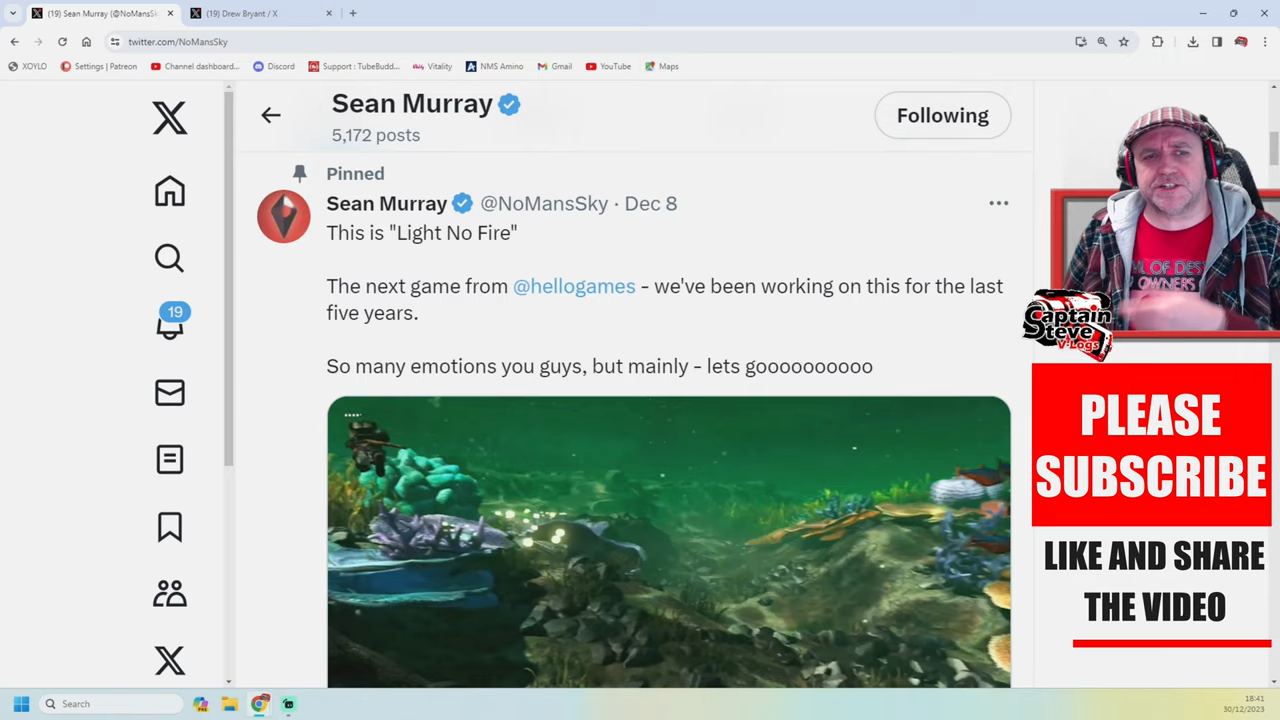 (19) Sean Murray (@NoMansSk
(19) Drew Bryant / X
twitter.com/NoMansSky
XOYLO
Settings | Patreon
Channel dashboard...
Discord
Support : TubeBudd...
Vitality
NMS Amino
Gmail
YouTube
Maps
Sean Murray
5,172 posts
Following
Pinned
Sean Murray @NoMansSky · Dec 8
This is "Light No Fire"
The next game from @hellogames - we've been working on this for the last
five years.
So many emotions you guys, but mainly - lets goooooooooo
19
Captain
Steve
V-Logs
PLEASE
SUBSCRIBE
LIKE AND SHARE
THE VIDEO
Search
18:41
30/12/2023